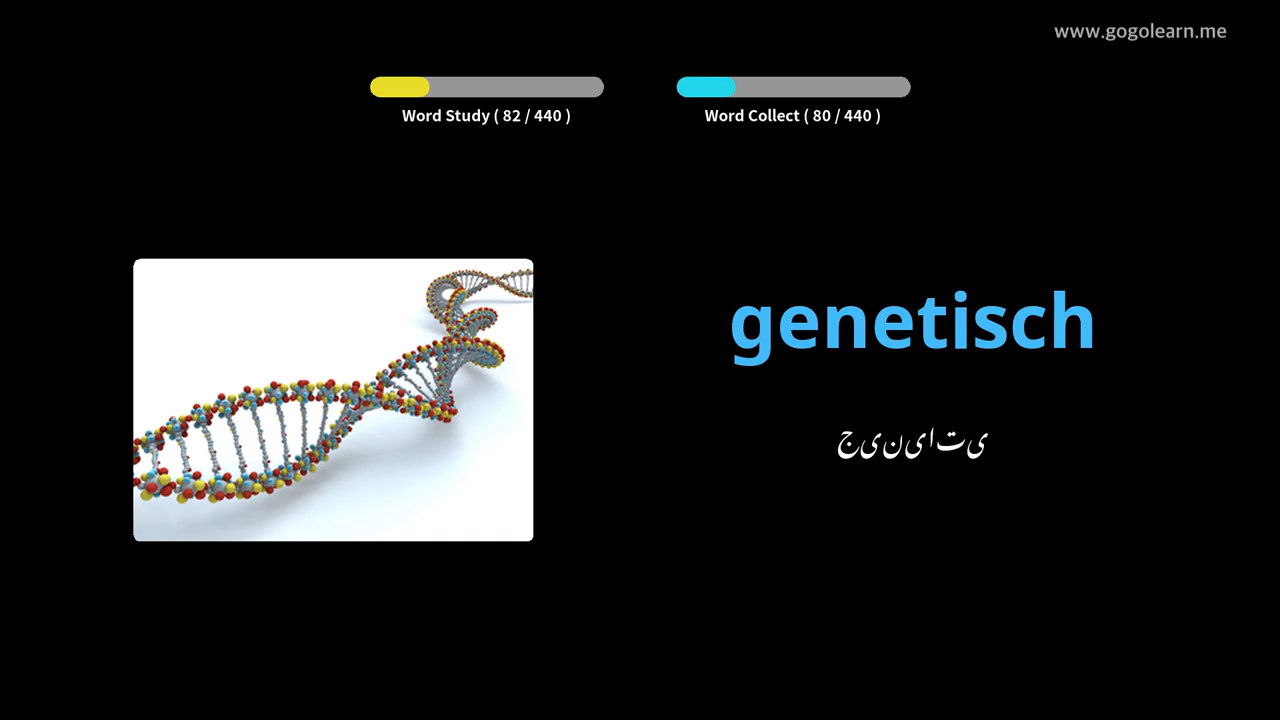 www.gogolearn.me
Word Study ( 82 / 440 )
Word Collect ( 80 / 440 )
genetisch
جینیاتی